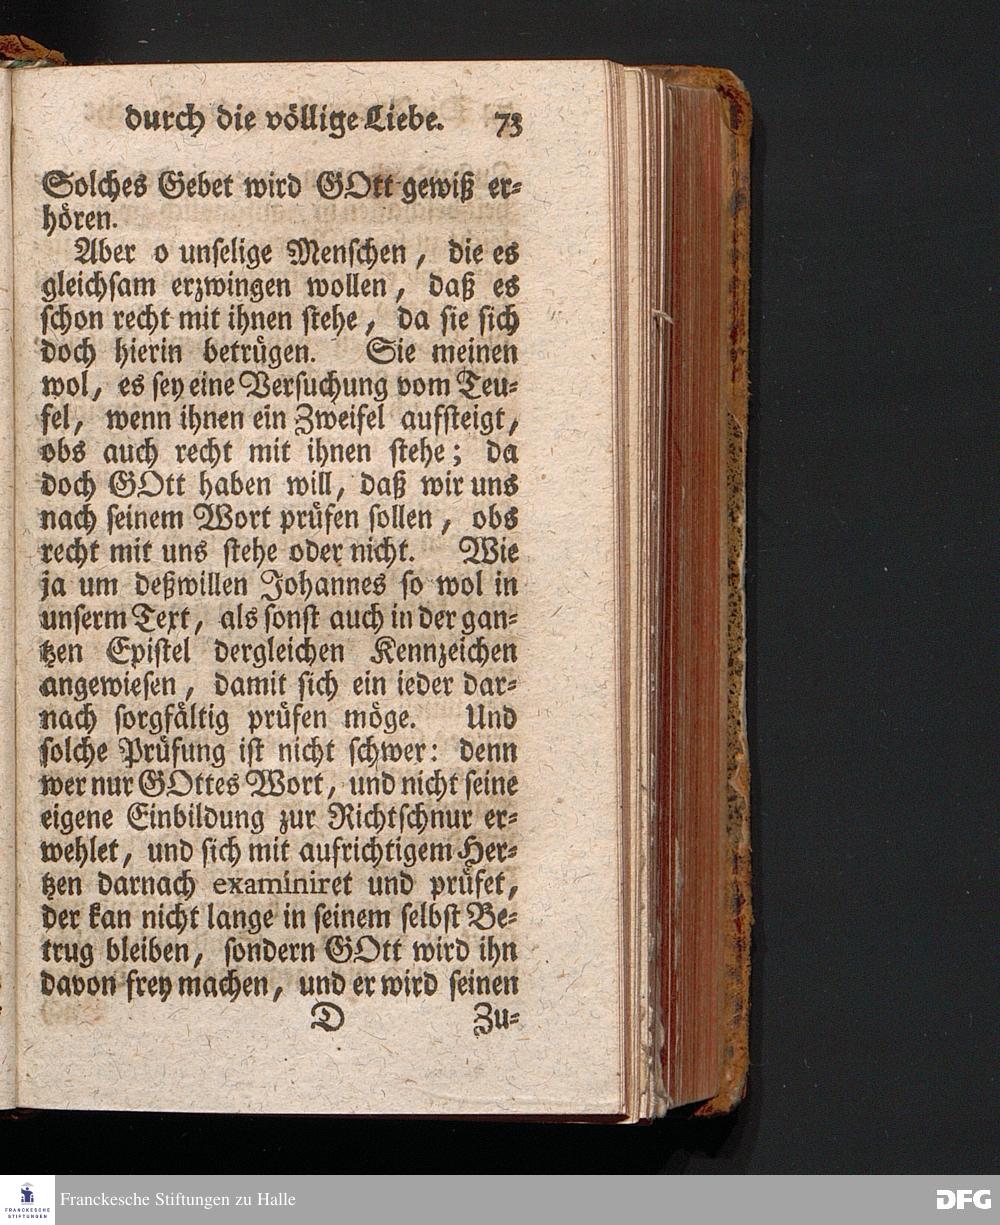 durch die völlige Liebe. 73
Solches Gebet wird GOtt gewiß er-
hören.
Aber o unselige Menschen, die es
gleichsam erzwingen wollen, daß es
schon recht mit ihnen stehe, da sie sich
doch hierin betrügen. Sie meinen
wol, es sey eine Versuchung vom Teu-
fel, wenn ihnen ein Zweifel aufsteigt,
obs auch recht mit ihnen stehe; da
doch GOtt haben will, daß wir uns
nach seinem Wort prüfen sollen, obs
recht mit uns stehe oder nicht. Wie
ja um deßwillen Johannes so wol in
unserm Text, als sonst auch in der gan-
tzen Epistel dergleichen Kennzeichen
angewiesen, damit sich ein ieder dar-
nach sorgfältig prüfen möge. Und
solche Prüfung ist nicht schwer: denn
wer nur GOttes Wort, und nicht seine
eigene Einbildung zur Richtschnur er-
wehlet, und sich mit aufrichtigem Her-
tzen darnach examiniret und prüfet,
der kan nicht lange in seinem selbst Be-
trug bleiben, sondern GOtt wird ihn
davon frey machen, und er wird seinen
D Zu-
FRANCKESCHE
STIFTUNGEN
Franckesche Stiftungen zu Halle
DFG